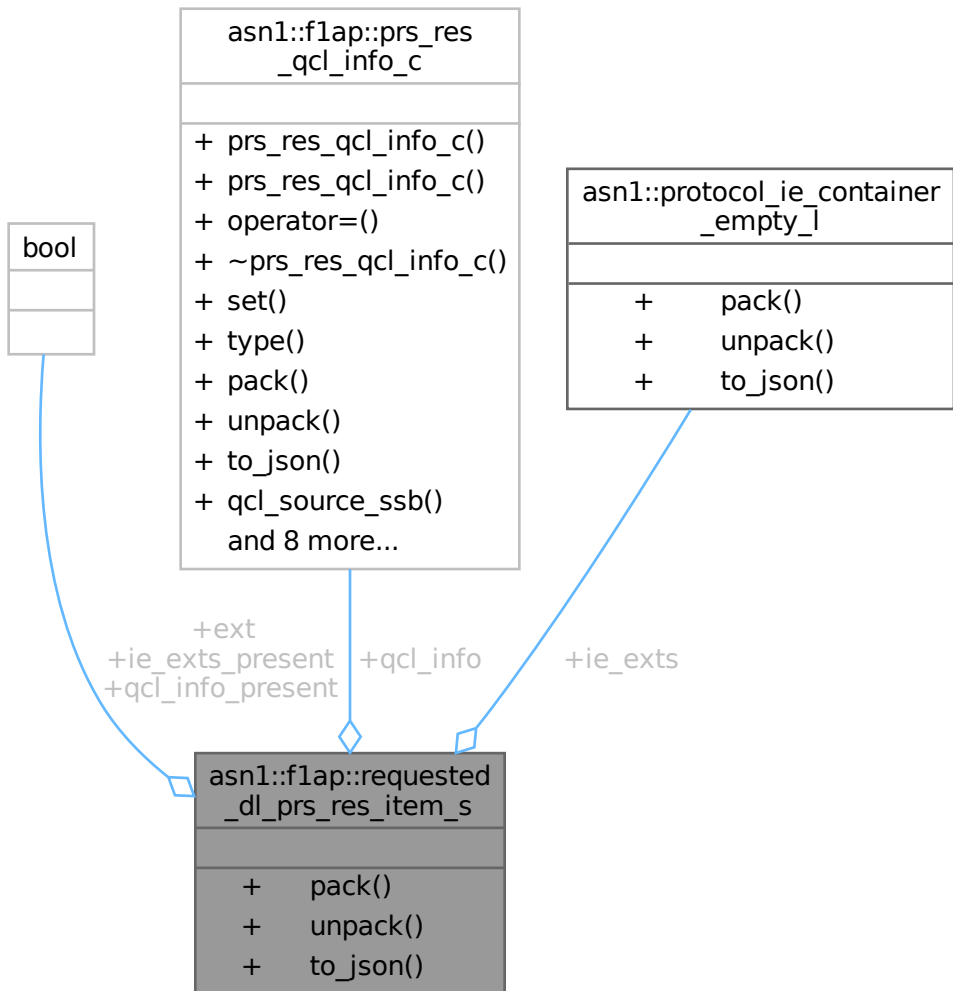 asn1::f1ap::prs_res
_qcl_info_c
+ prs_res_qcl_info_c()
+ prs_res_qcl_info_c()
+ operator=()
+ ~prs_res_qcl_info_c()
+ set()
+ type()
+ pack()
+ unpack()
+ to_json()
+ qcl_source_ssb()
and 8 more...
asn1::protocol_ie_container
_empty_l
+ pack()
+ unpack()
+ to_json()
bool
+ext
+ie_exts_present
+qcl_info_present
+qcl_info
+ie_exts
asn1::f1ap::requested
_dl_prs_res_item_s
+ pack()
+ unpack()
+ to_json()